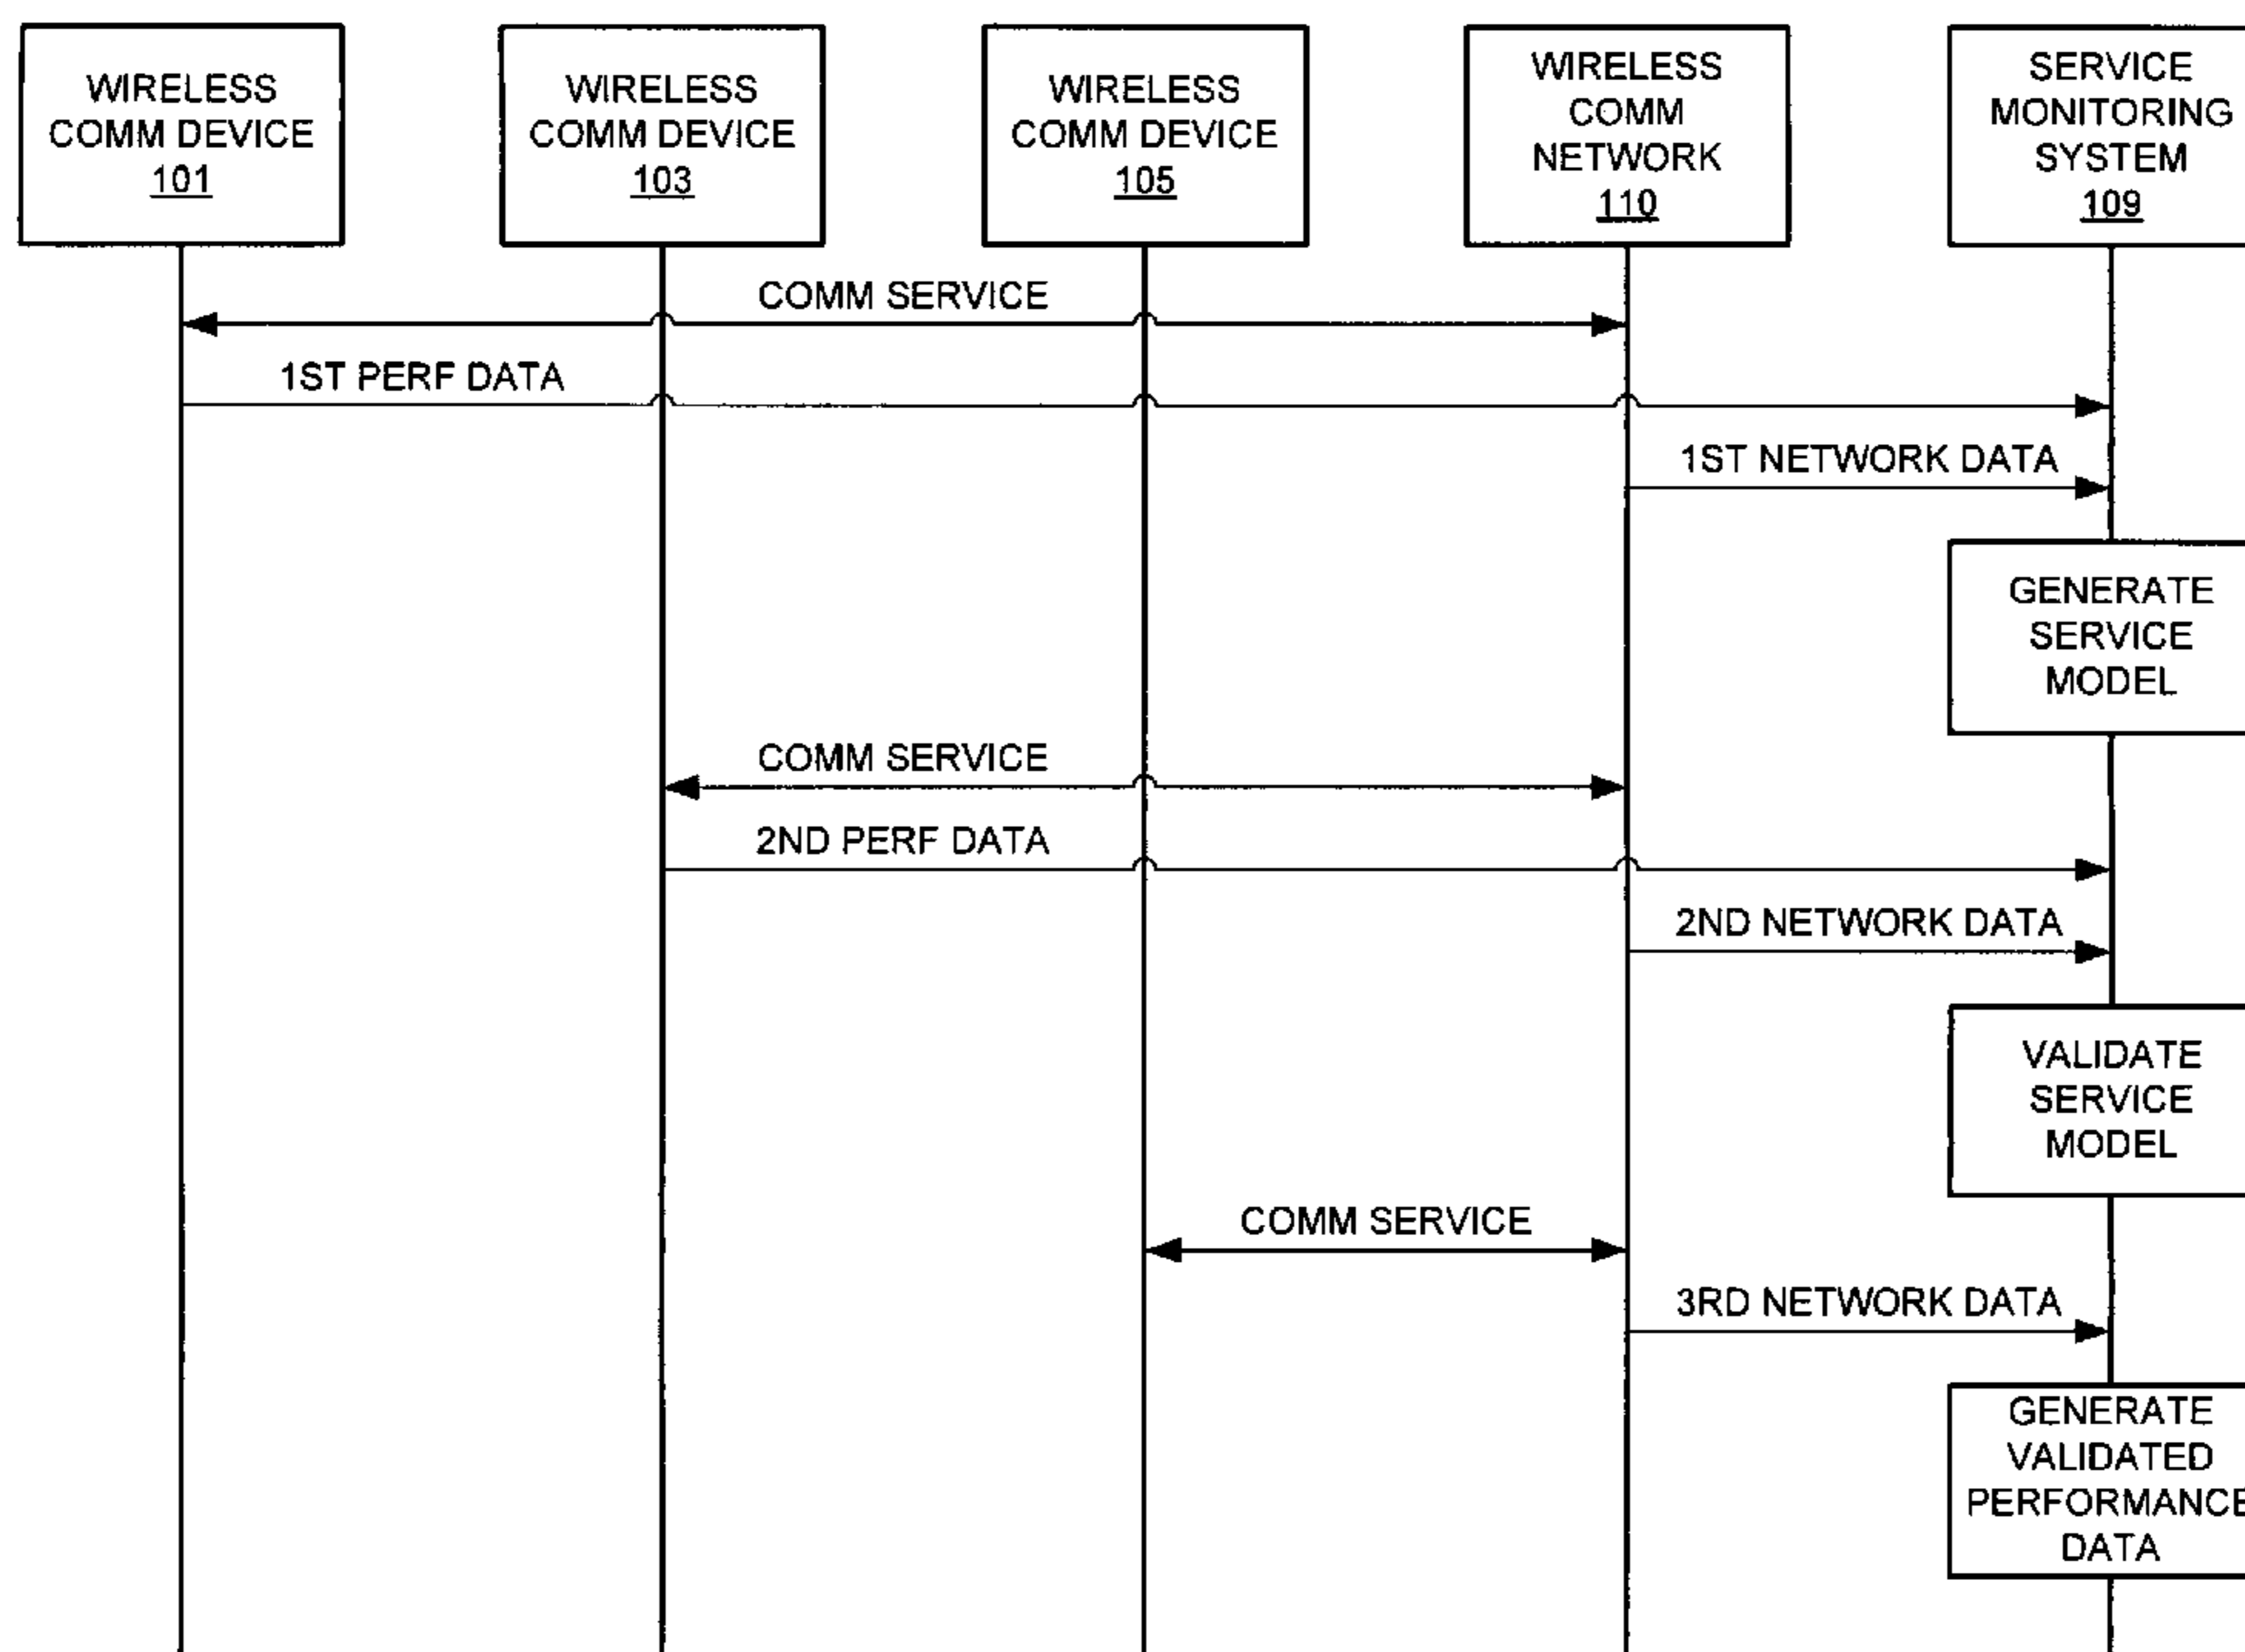 WIRELESS
COMM DEVICE
101
WIRELESS
COMM DEVICE
103
WIRELESS
COMM DEVICE
105
WIRELESS
COMM
NETWORK
110
SERVICE
MONITORING
SYSTEM
109
COMM SERVICE
1ST PERF DATA
1ST NETWORK DATA
GENERATE
SERVICE
MODEL
COMM SERVICE
2ND PERF DATA
2ND NETWORK DATA
VALIDATE
SERVICE
MODEL
COMM SERVICE
3RD NETWORK DATA
GENERATE
VALIDATED
PERFORMANCE
DATA